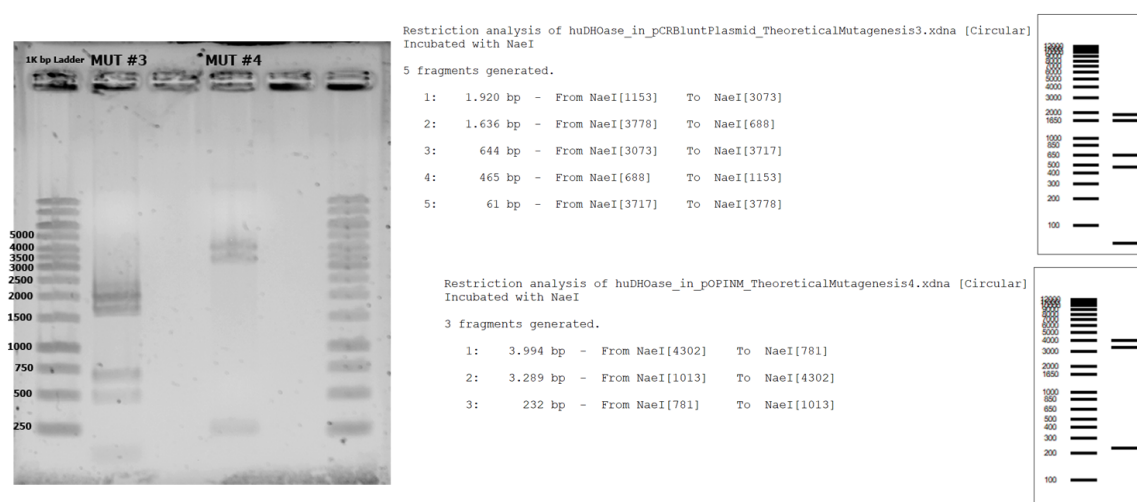 1K bp Ladder MUT #3 MUT #4
5000
4000
3500
3000
2500
2000
1500
1000
750
500
250
Restriction analysis of huDHOase_in_pCRBluntPlasmid_TheoreticalMutagenesis3.xdna [Circular]
Incubated with NaeI
5 fragments generated.
1: 1.920 bp - From NaeI[1153] To NaeI[3073]
2: 1.636 bp - From NaeI[3778] To NaeI[688]
3: 644 bp - From NaeI[3073] To NaeI[3717]
4: 465 bp - From NaeI[688] To NaeI[1153]
5: 61 bp - From NaeI[3717] To NaeI[3778]
12000
5000
4000
3000
2000
1650
1000
850
650
500
400
300
200
100
Restriction analysis of huDHOase_in_pOPINM_TheoreticalMutagenesis4.xdna [Circular]
Incubated with NaeI
3 fragments generated.
1: 3.994 bp - From NaeI[4302] To NaeI[781]
2: 3.289 bp - From NaeI[1013] To NaeI[4302]
3: 232 bp - From NaeI[781] To NaeI[1013]
12000
7000
6000
5000
4000
3000
2000
1650
1000
850
650
500
400
300
200
100